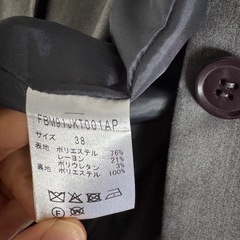 FBM91JKT001AP
サイズ 38
表地 ポリエステル 76%
レーヨン 21%
ポリウレタン 3%
裏地 ポリエステル 100%